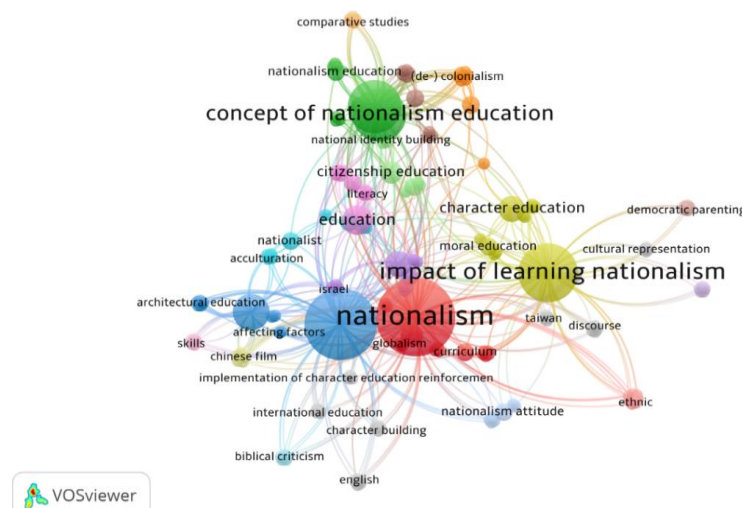 comparative studies
nationalism education
(de-) colonialism
concept of nationalism education
national identity building
citizenship education
literacy
character education
democratic parenting
education
nationalist
moral education
cultural representation
acculturation
impact of learning nationalism
israel
architectural education
nationalism
taiwan
discourse
affecting factors
skills
globalism
curriculum
chinese film
implementation of character education reinforcemen
ethnic
international education
nationalism attitude
character building
biblical criticism
english
VOSviewer